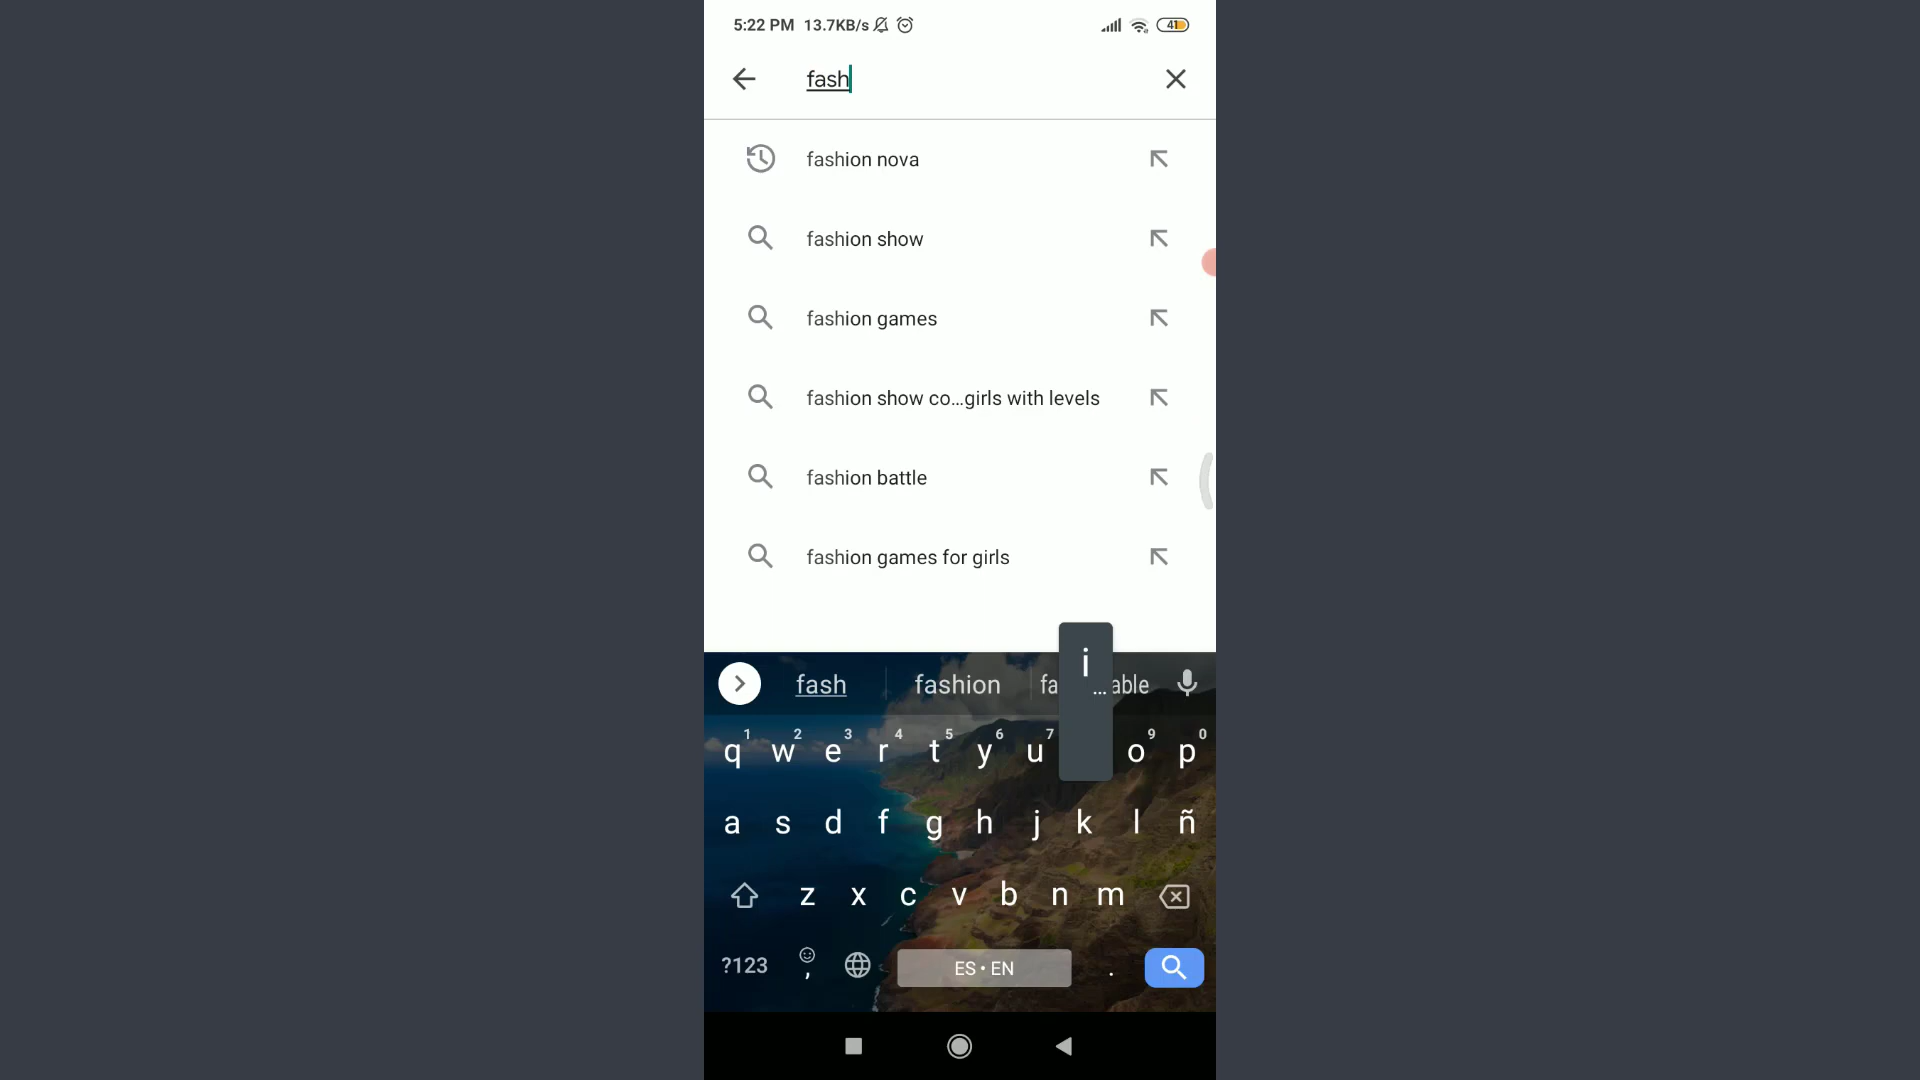 5:22 PM 13.7KB/s 41
fash
fashion nova
fashion show
fashion games
fashion show co...girls with levels
fashion battle
fashion games for girls
i
fash fashion fa...able
1 2 3 4 5 6 7 9 0
q w e r t y u o p
a s d f g h j k l ñ
z x c v b n m
?123 , ES • EN .